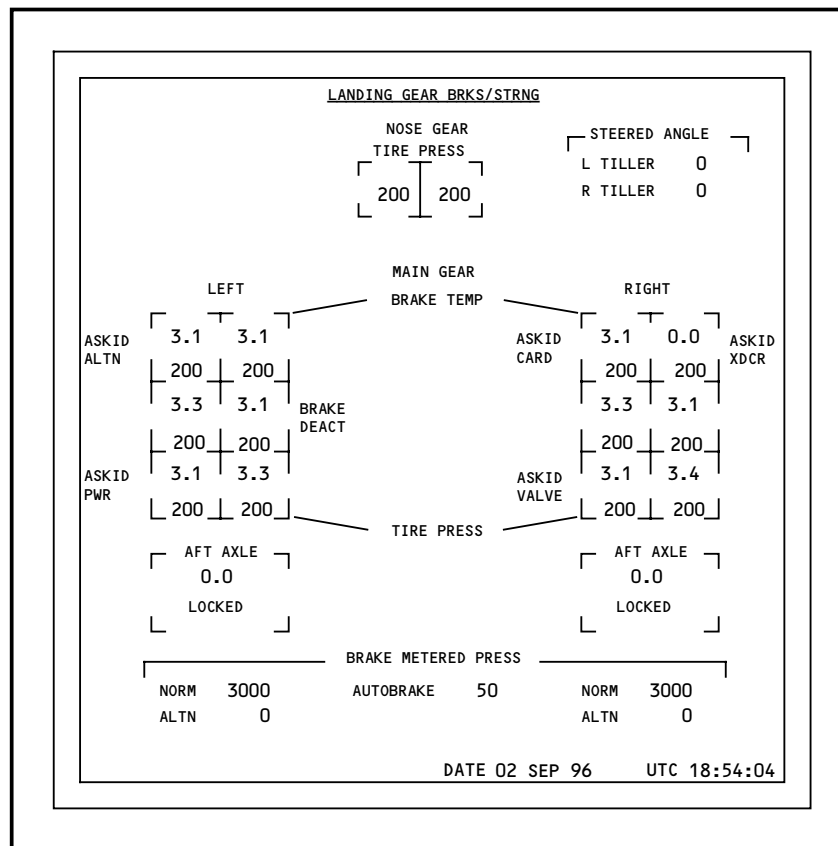 LANDING GEAR BRKS/STRNG
NOSE GEAR
TIRE PRESS
200 200
STEERED ANGLE
L TILLER 0
R TILLER 0
MAIN GEAR
LEFT BRAKE TEMP RIGHT
ASKID ALTN 3.1 3.1 ASKID CARD 3.1 0.0 ASKID XDCR
200 200 200 200
3.3 3.1 BRAKE DEACT 3.3 3.1
200 200 200 200
ASKID PWR 3.1 3.3 ASKID VALVE 3.1 3.4
200 200 200 200
TIRE PRESS
AFT AXLE AFT AXLE
0.0 0.0
LOCKED LOCKED
BRAKE METERED PRESS
NORM 3000 AUTOBRAKE 50 NORM 3000
ALTN 0 ALTN 0
DATE 02 SEP 96 UTC 18:54:04